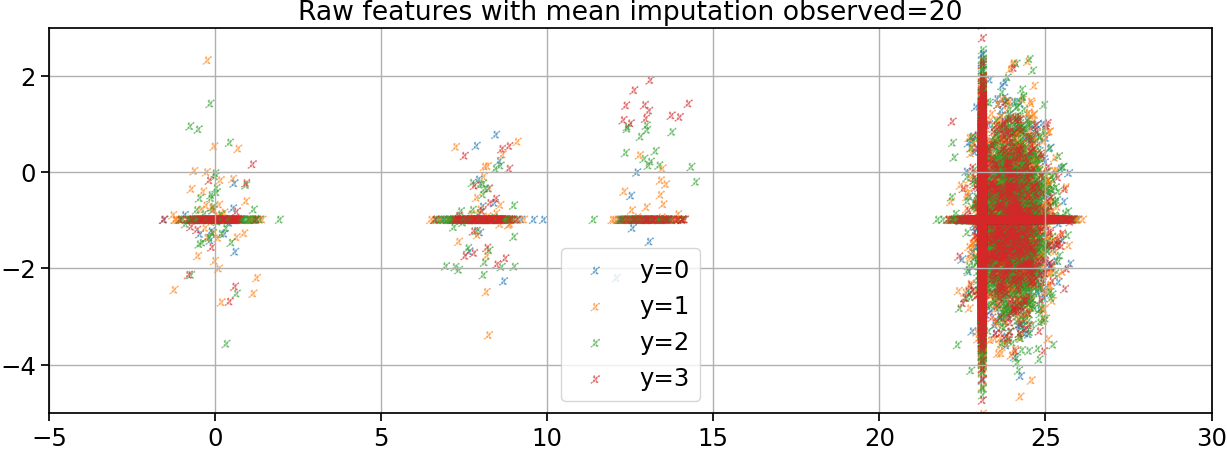 Raw features with mean imputation observed=20
2
0
−2
−4
y=0
y=1
y=2
y=3
−5 0 5 10 15 20 25 30